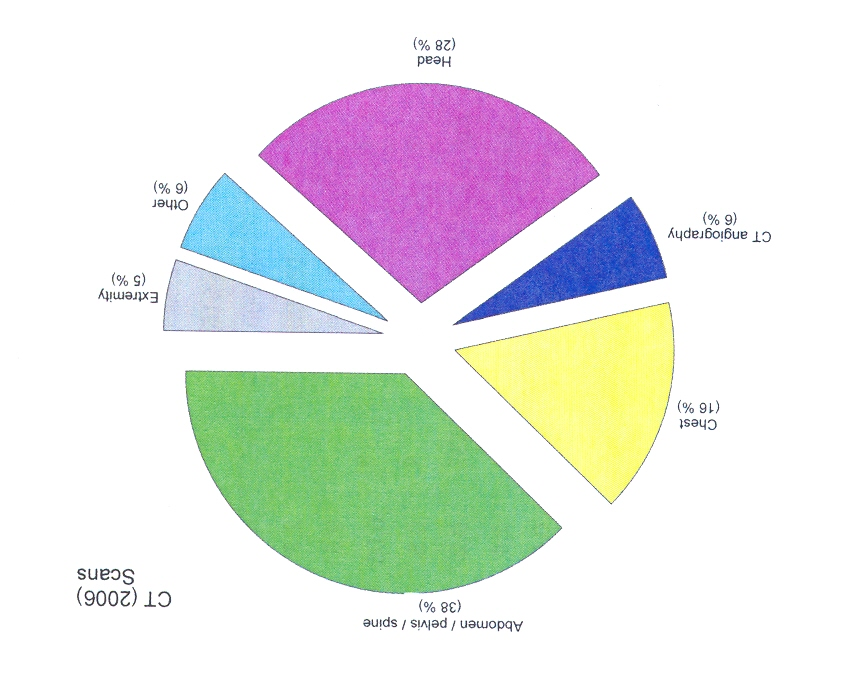 Abdomen / pelvis / spine
(38 %)
CT (2006)
Scans
Chest
(16 %)
Extremity
(5 %)
CT angiography
(6 %)
Other
(6 %)
Head
(28 %)